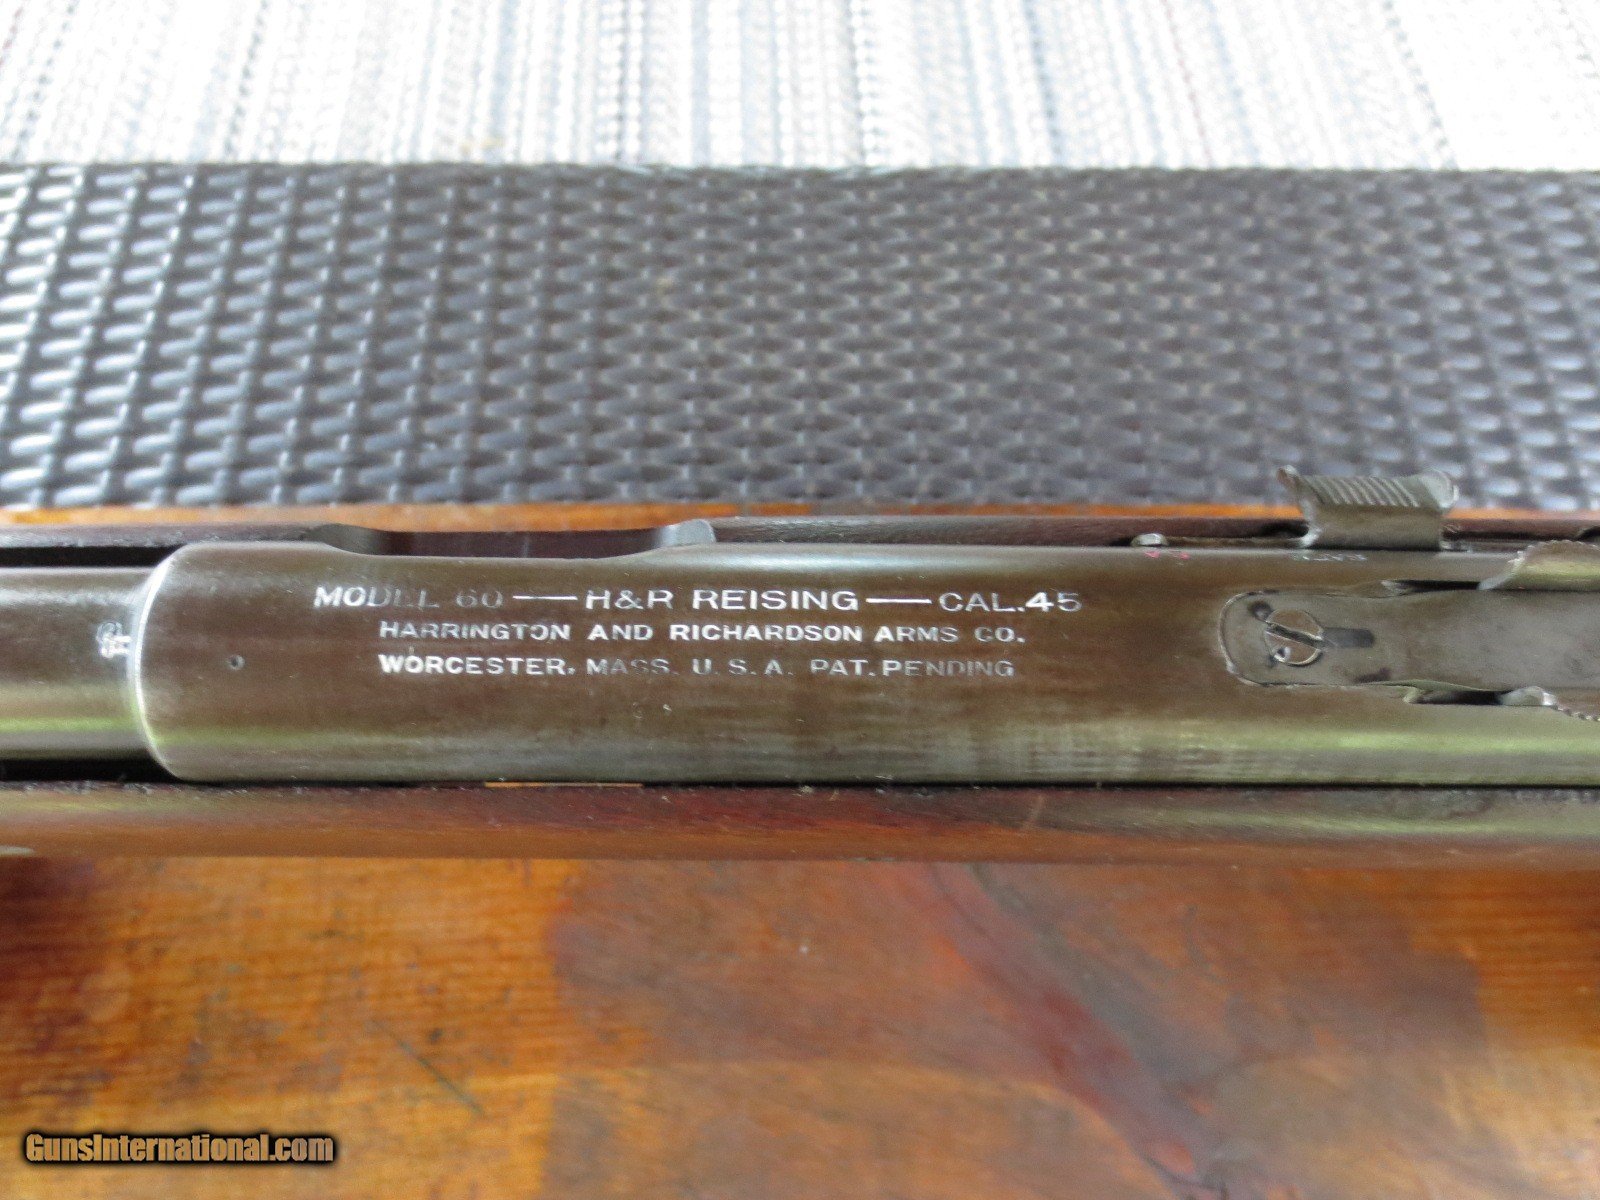 MODEL 60 — H&R REISING — CAL.45
HARRINGTON AND RICHARDSON ARMS CO.
WORCESTER, MASS. U.S.A. PAT. PENDING
GunsInternational.com